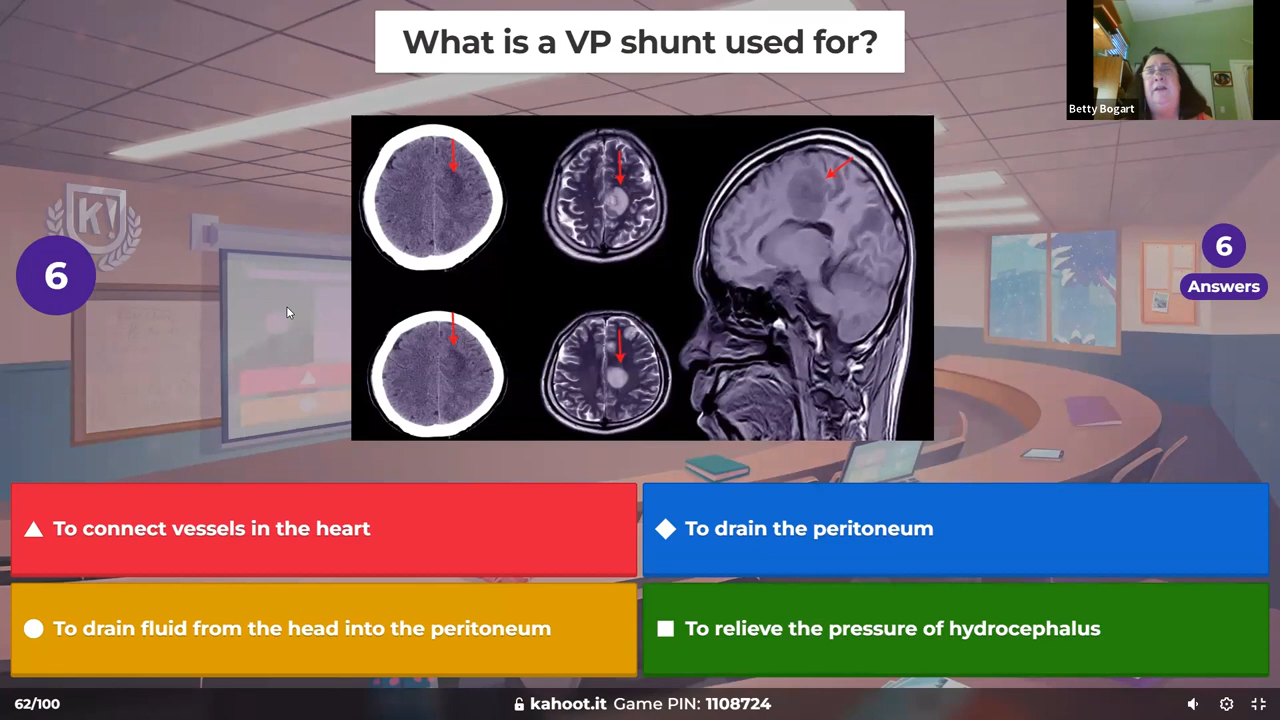 What is a VP shunt used for?
Betty Bogart
K!
6
6
Answers
To connect vessels in the heart
To drain the peritoneum
To drain fluid from the head into the peritoneum
To relieve the pressure of hydrocephalus
62/100
kahoot.it Game PIN: 1108724